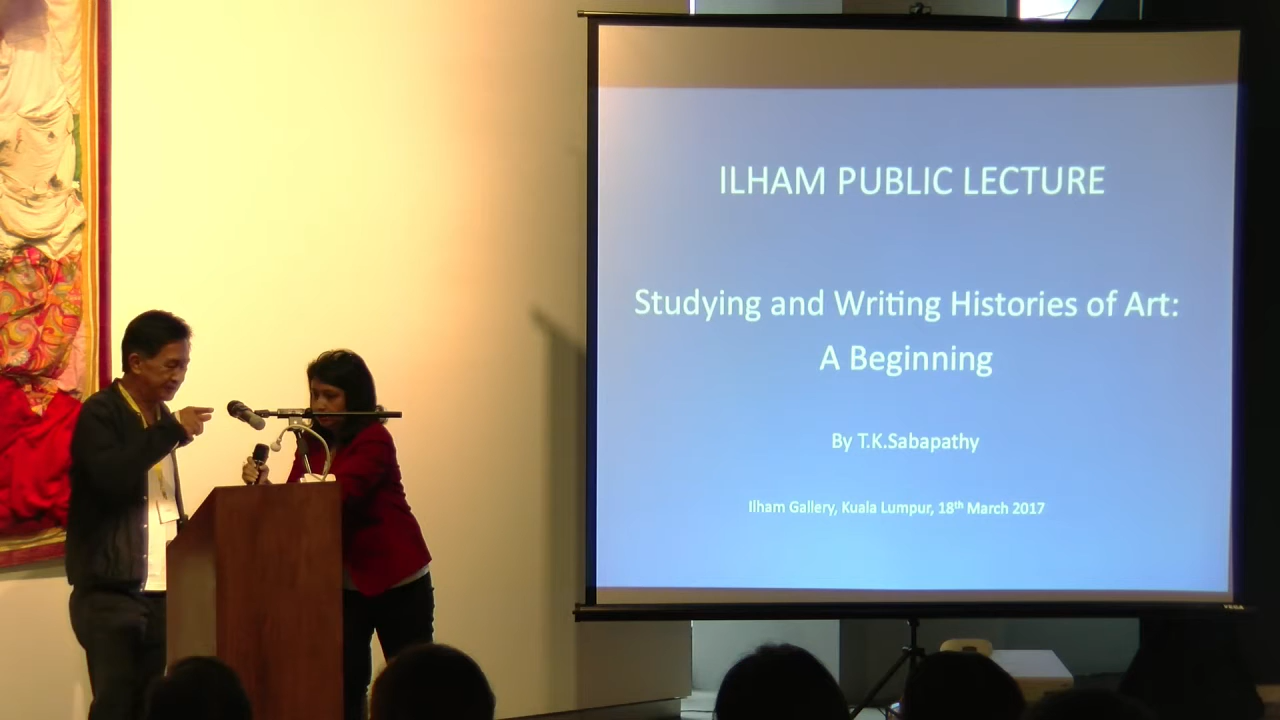 ILHAM PUBLIC LECTURE
Studying and Writing Histories of Art:
A Beginning
By T.K.Sabapathy
Ilham Gallery, Kuala Lumpur, 18th March 2017
VEGA